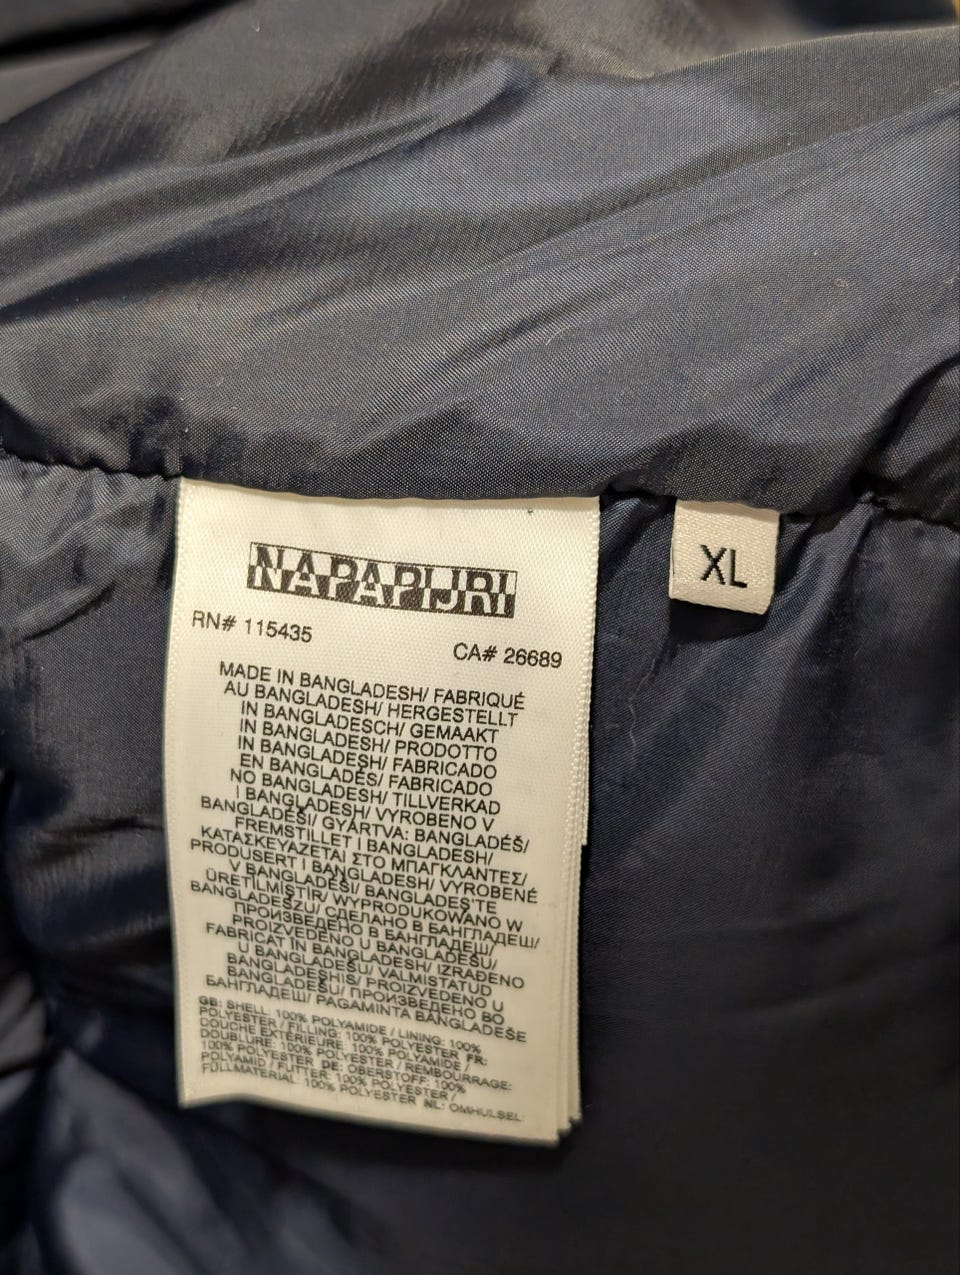 NAPAPIJRI
XL
RN# 115435
CA# 26689
MADE IN BANGLADESH/ FABRIQUÉ
AU BANGLADESH/ HERGESTELLT
IN BANGLADESCH/ GEMAAKT
IN BANGLADESH/ PRODOTTO
IN BANGLADESH/ FABRICADO
EN BANGLADÉS/ FABRICADO
NO BANGLADESH/ TILLVERKAD
I BANGLADESH/ VYROBENO V
BANGLADÉŠI/ GYÁRTVA: BANGLADÉŠ/
FREMSTILLET I BANGLADESH/
ΚΑΤΑΣΚΕΥΑΖΕΤΑΙ ΣΤΟ ΜΠΑΓΚΛΑΝΤΕΣ/
PRODUSERT I BANGLADESH/ VYROBENÉ
V BANGLADÉŠI/ BANGLADEŞ'TE
ÜRETİLMİŞTİR/ WYPRODUKOWANO W
BANGLADESZU/ СДЕЛАНО В БАНГЛАДЕШ/
ПРОИЗВЕДЕНО В БАНГЛАДЕШ/
PROIZVEDENO U BANGLADEŠU/
FABRICAT ÎN BANGLADESH/ IZRAĐENO
U BANGLADEŠU/ VALMISTATUD
BANGLADESHIS/ PROIZVEDENO U
BANGLADEŠU/ ПРОИЗВЕДЕНО ВО
БАНГЛАДЕШ/ PAGAMINTA BANGLADEŠE
GB: SHELL: 100% POLYAMIDE / LINING: 100%
POLYESTER / FILLING: 100% POLYESTER FR:
DOUCHE EXTÉRIEURE: 100% POLYAMIDE /
DOUBLURE: 100% POLYESTER / REMBOURRAGE:
100% POLYESTER DE: OBERSTOFF: 100%
POLYAMID / FUTTER: 100% POLYESTER /
FÜLLMATERIAL: 100% POLYESTER NL: OMHULSEL: